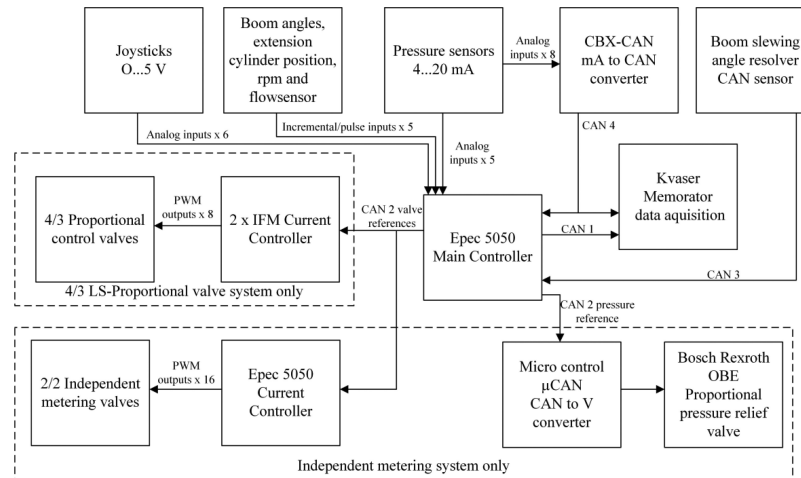 Joysticks
O...5 V
Boom angles,
extension
cylinder position,
rpm and
flowsensor
Pressure sensors
4...20 mA
Analog
inputs x 8
CBX-CAN
mA to CAN
converter
Boom slewing
angle resolver
CAN sensor
Analog inputs x 6
Incremental/pulse inputs x 5
Analog
inputs x 5
CAN 4
4/3 Proportional
control valves
PWM
outputs x 8
2 x IFM Current
Controller
CAN 2 valve
references
Epec 5050
Main Controller
CAN 1
Kvaser
Memorator
data aquisition
CAN 3
4/3 LS-Proportional valve system only
CAN 2 pressure
reference
2/2 Independent
metering valves
PWM
outputs x 16
Epec 5050
Current
Controller
Micro control
µCAN
CAN to V
converter
Bosch Rexroth
OBE
Proportional
pressure relief
valve
Independent metering system only